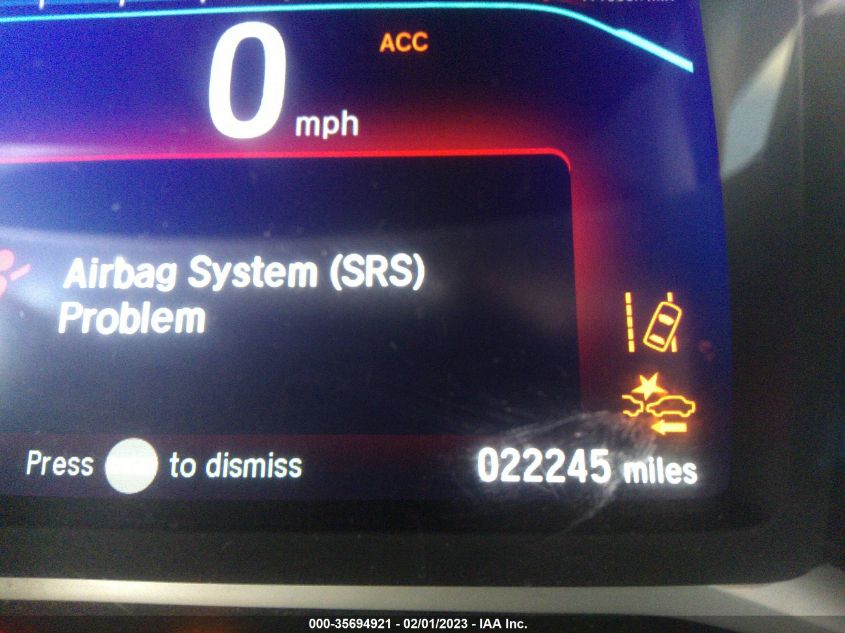 0 mph
ACC
Airbag System (SRS)
Problem
Press to dismiss
022245 miles
000-35694921 - 02/01/2023 - IAA Inc.